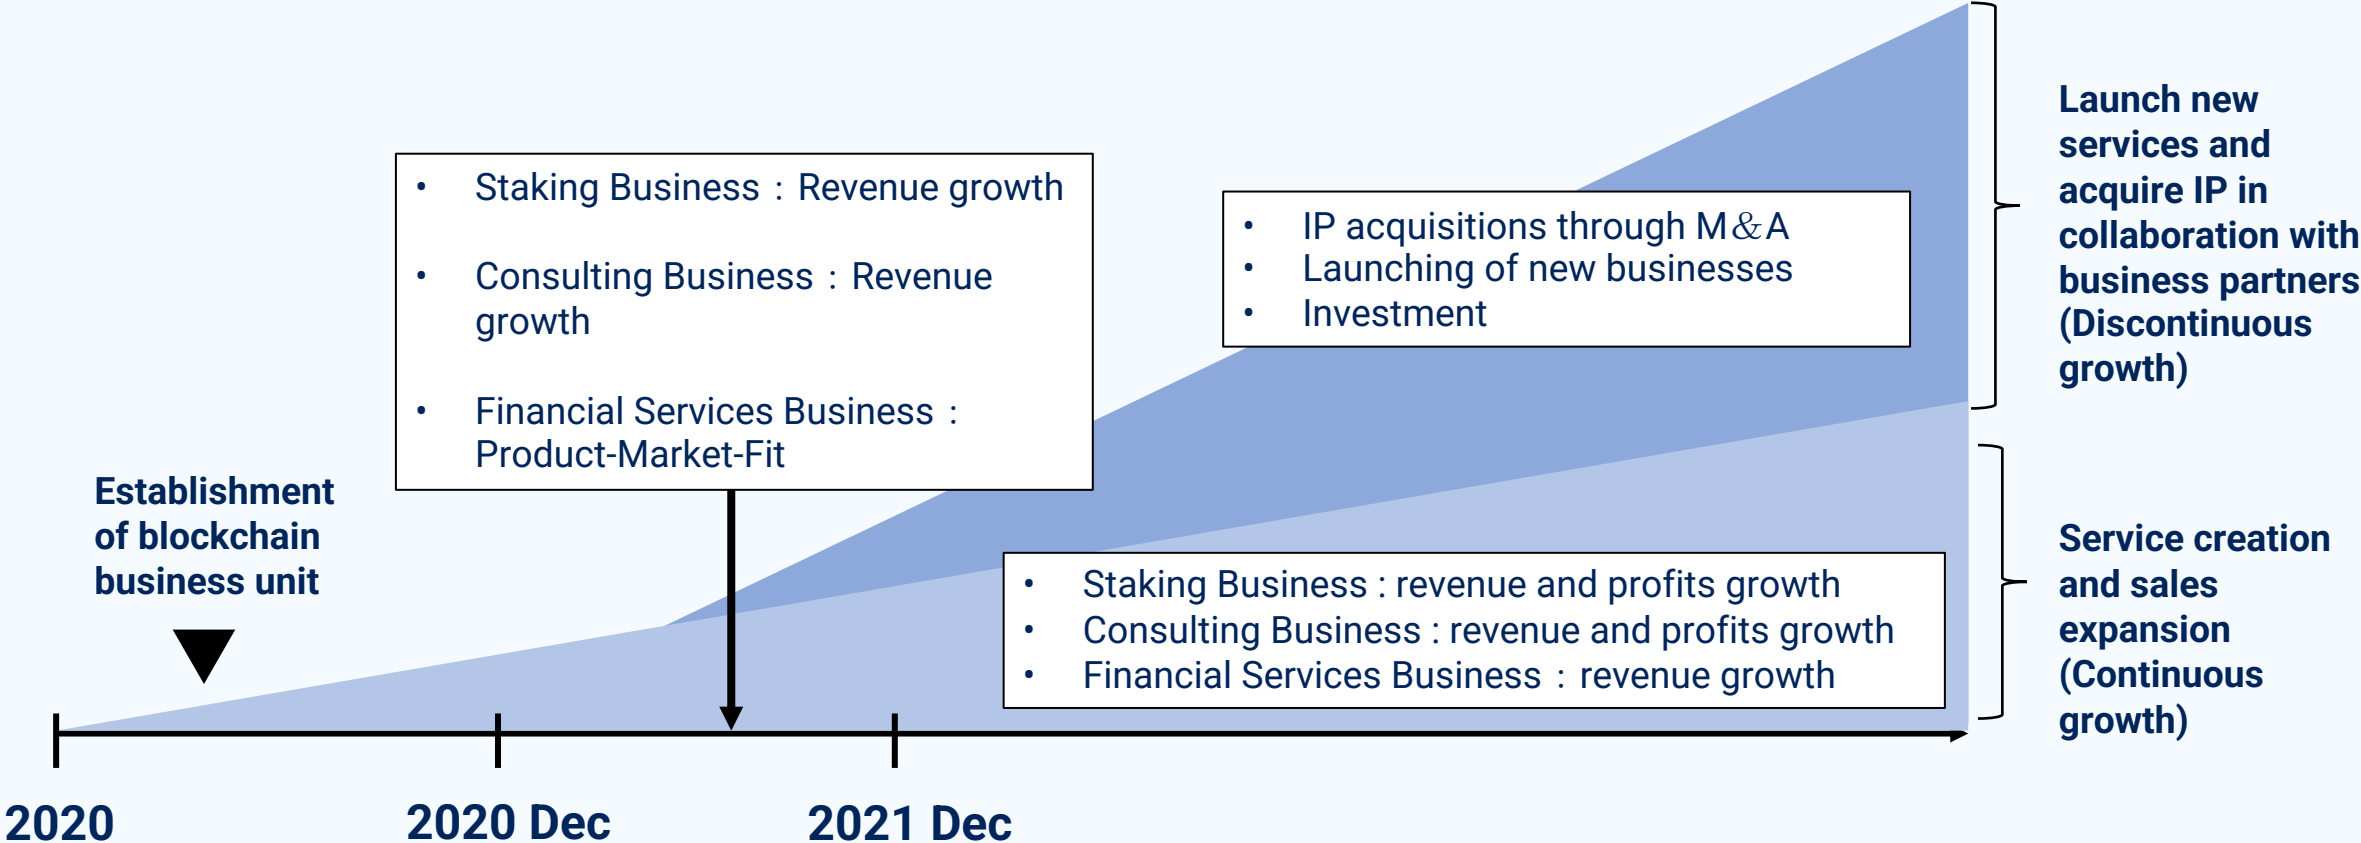 Establishment
of blockchain
business unit
• Staking Business：Revenue growth
• Consulting Business：Revenue
growth
• Financial Services Business：
Product-Market-Fit
• IP acquisitions through M&A
• Launching of new businesses
• Investment
• Staking Business : revenue and profits growth
• Consulting Business : revenue and profits growth
• Financial Services Business：revenue growth
Launch new
services and
acquire IP in
collaboration with
business partners
(Discontinuous
growth)
Service creation
and sales
expansion
(Continuous
growth)
2020
2020 Dec
2021 Dec